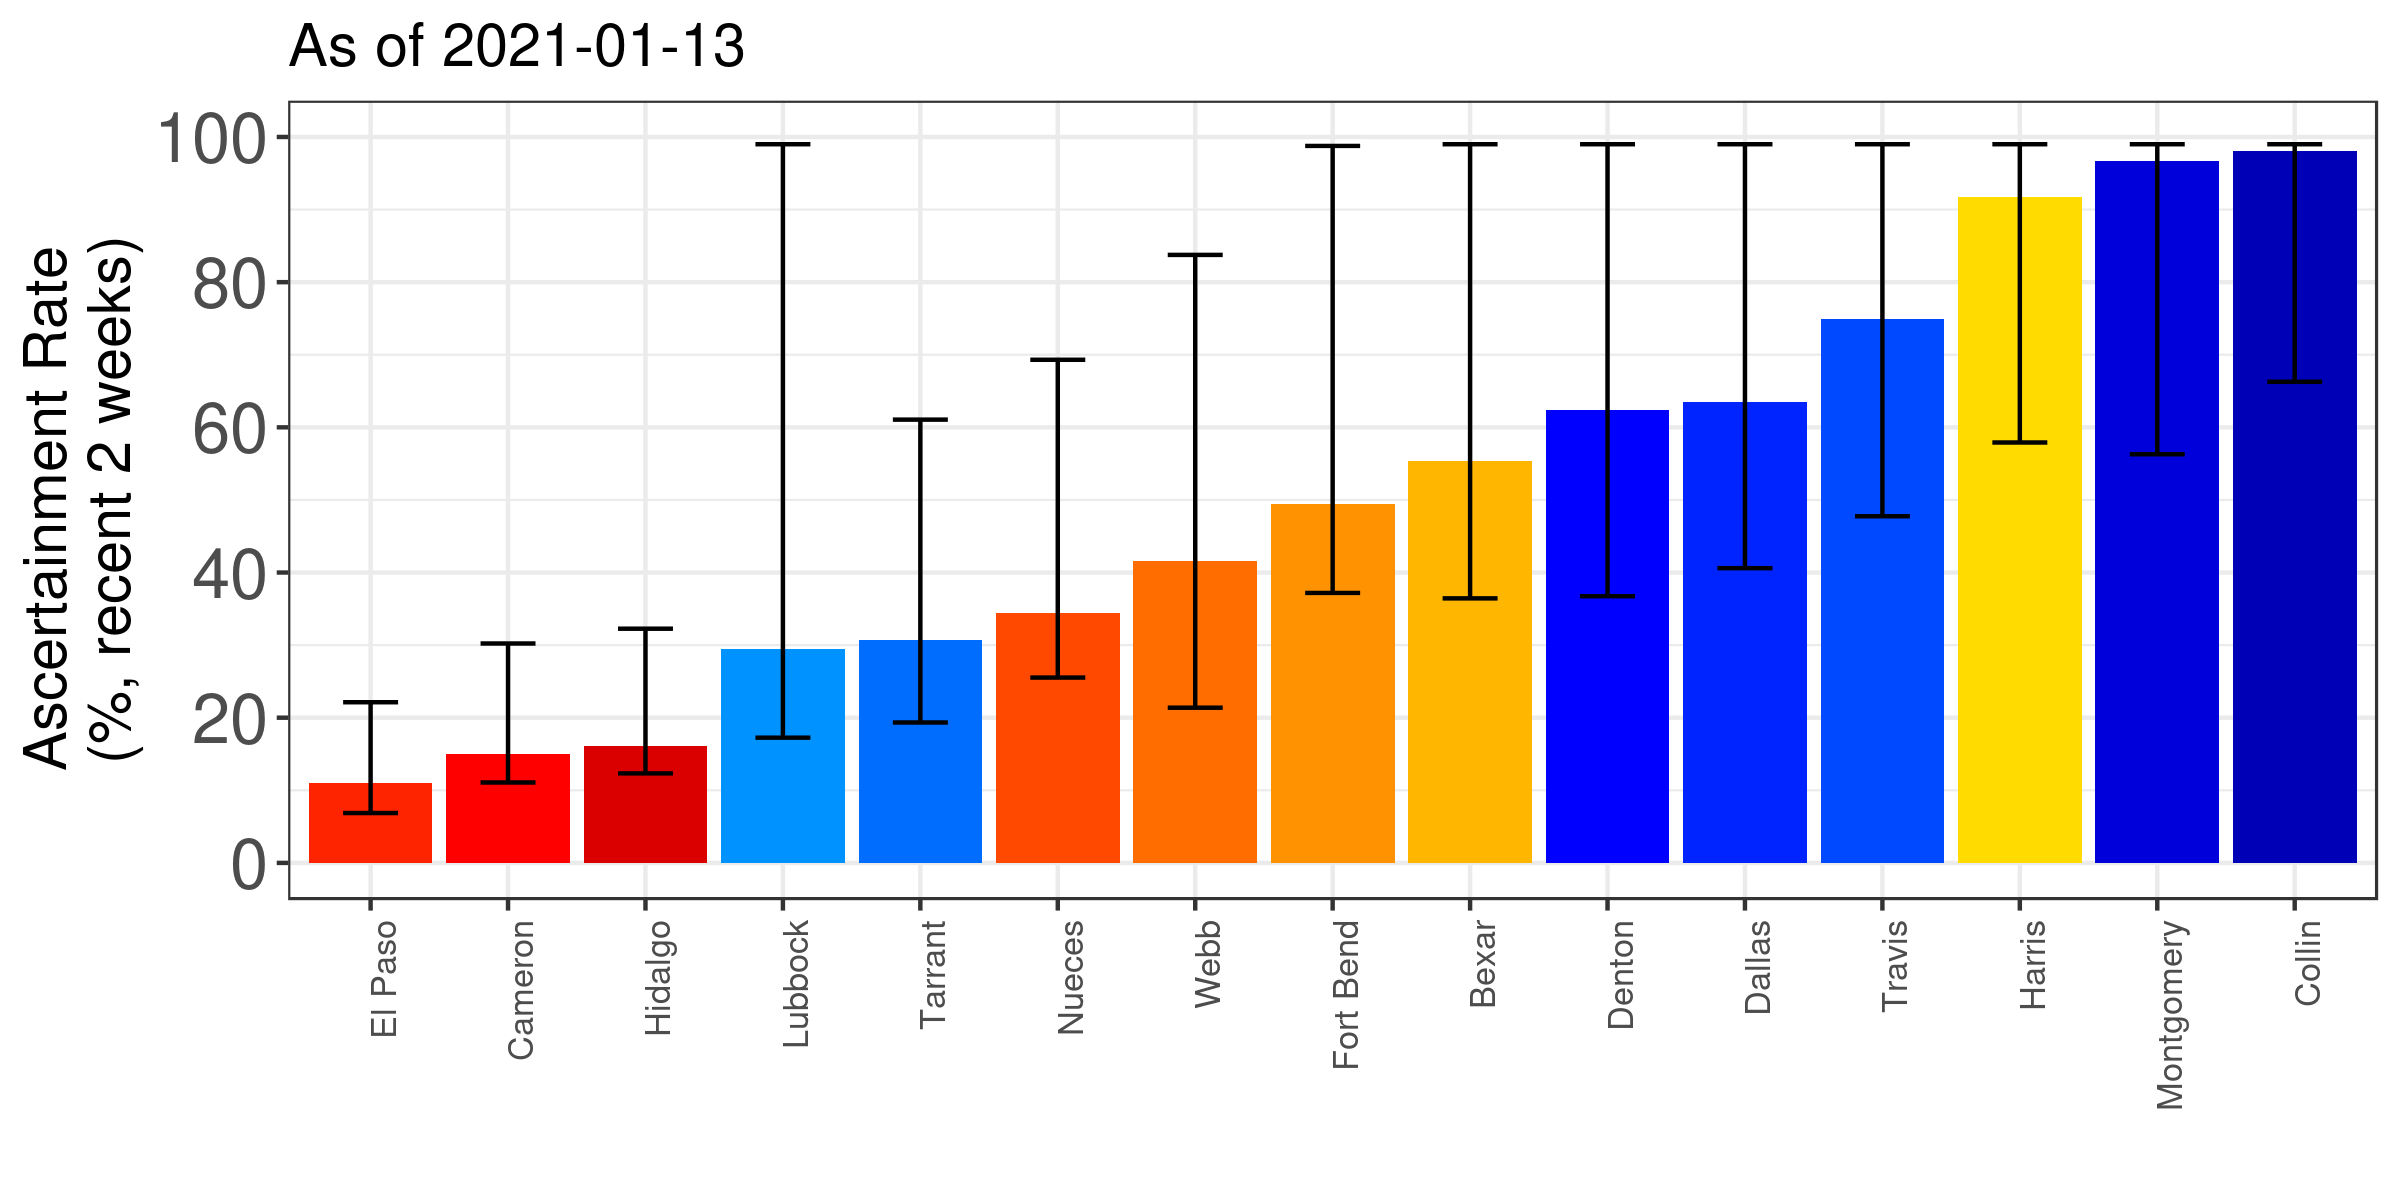 As of 2021-01-13
Ascertainment Rate
(%, recent 2 weeks)
100
80
60
40
20
0
El Paso
Cameron
Hidalgo
Lubbock
Tarrant
Nueces
Webb
Fort Bend
Bexar
Denton
Dallas
Travis
Harris
Montgomery
Collin